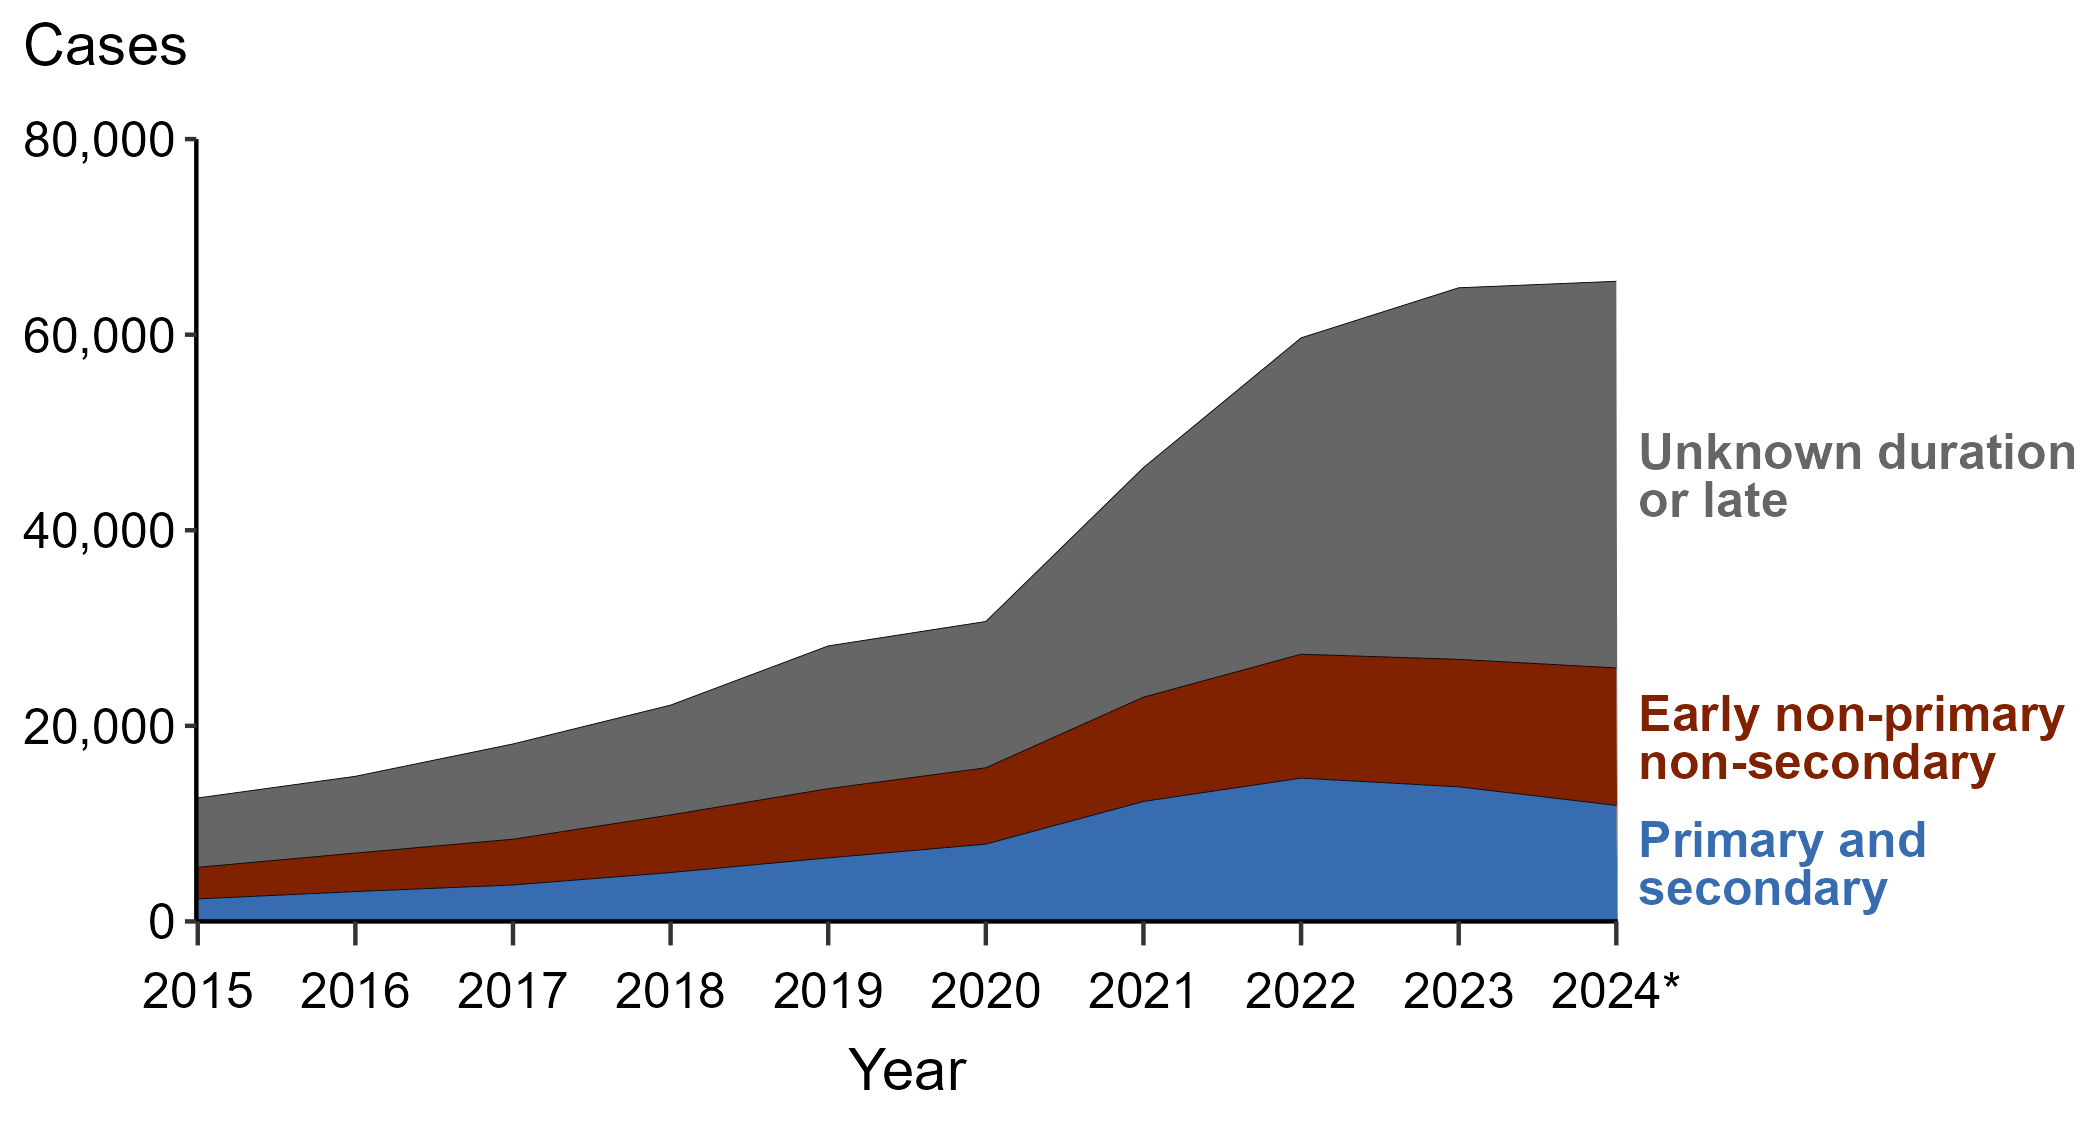 Cases
80,000
60,000
40,000
20,000
0
2015 2016 2017 2018 2019 2020 2021 2022 2023 2024*
Year
Unknown duration
or late
Early non-primary
non-secondary
Primary and
secondary